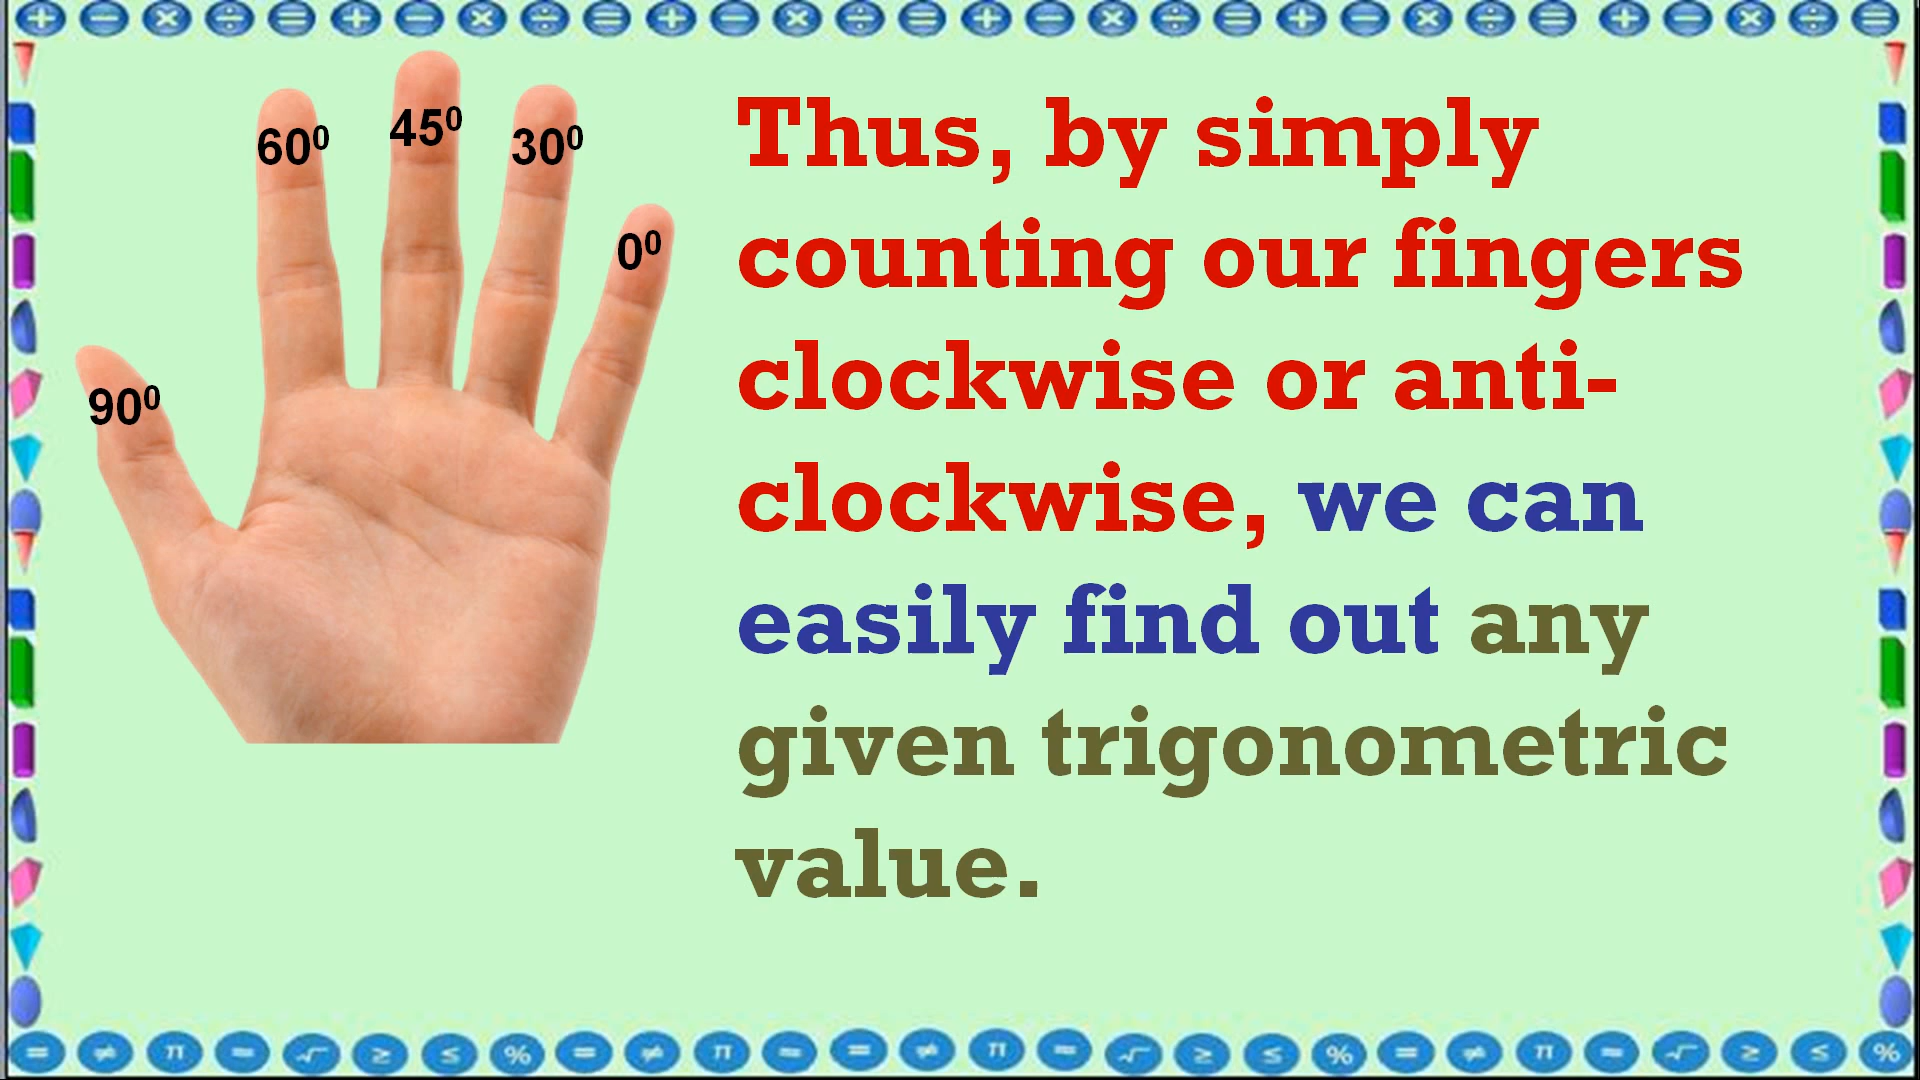 60⁰
45⁰
30⁰
0⁰
90⁰
Thus, by simply
counting our fingers
clockwise or anti-
clockwise, we can
easily find out any
given trigonometric
value.